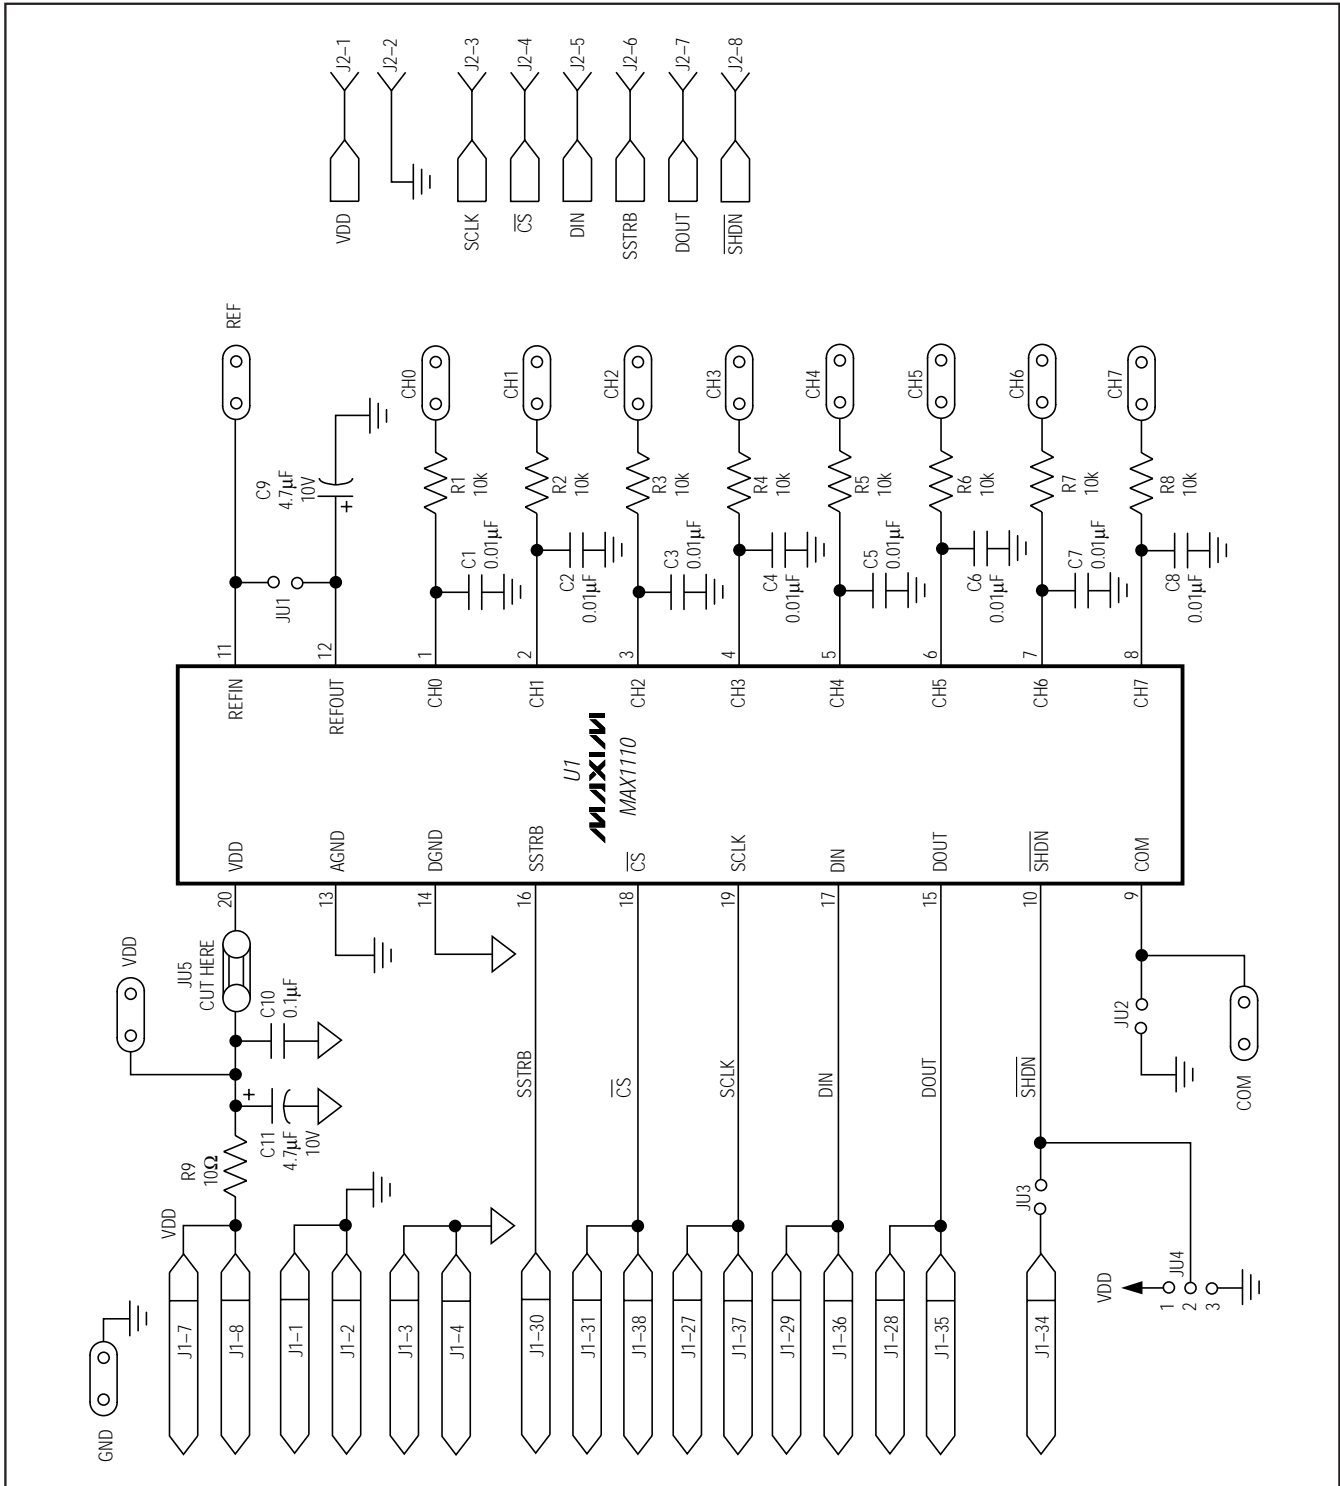 J2–1
J2–2
J2–3
J2–4
J2–5
J2–6
J2–7
J2–8
VDD
SCLK
C̅S̅
DIN
SSTRB
DOUT
S̅H̅D̅N̅
REF
CH0
CH1
CH2
CH3
CH4
CH5
CH6
CH7
C9
4.7µF
10V
+
R1
10k
R2
10k
R3
10k
R4
10k
R5
10k
R6
10k
R7
10k
R8
10k
JU1
C1
0.01µF
C2
0.01µF
C3
0.01µF
C4
0.01µF
C5
0.01µF
C6
0.01µF
C7
0.01µF
C8
0.01µF
11
12
1
2
3
4
5
6
7
8
REFIN
REFOUT
CH0
CH1
CH2
CH3
CH4
CH5
CH6
CH7
U1
MAXIM
MAX1110
VDD
AGND
DGND
SSTRB
C̅S̅
SCLK
DIN
DOUT
S̅H̅D̅N̅
COM
20
13
14
16
18
19
17
15
10
9
VDD
JU5
CUT HERE
C10
0.1µF
+
C11
4.7µF
10V
R9
10Ω
VDD
SSTRB
C̅S̅
SCLK
DIN
DOUT
S̅H̅D̅N̅
JU2
COM
JU3
JU4
VDD
1
2
3
GND
J1–7
J1–8
J1–1
J1–2
J1–3
J1–4
J1–30
J1–31
J1–38
J1–27
J1–37
J1–29
J1–36
J1–28
J1–35
J1–34